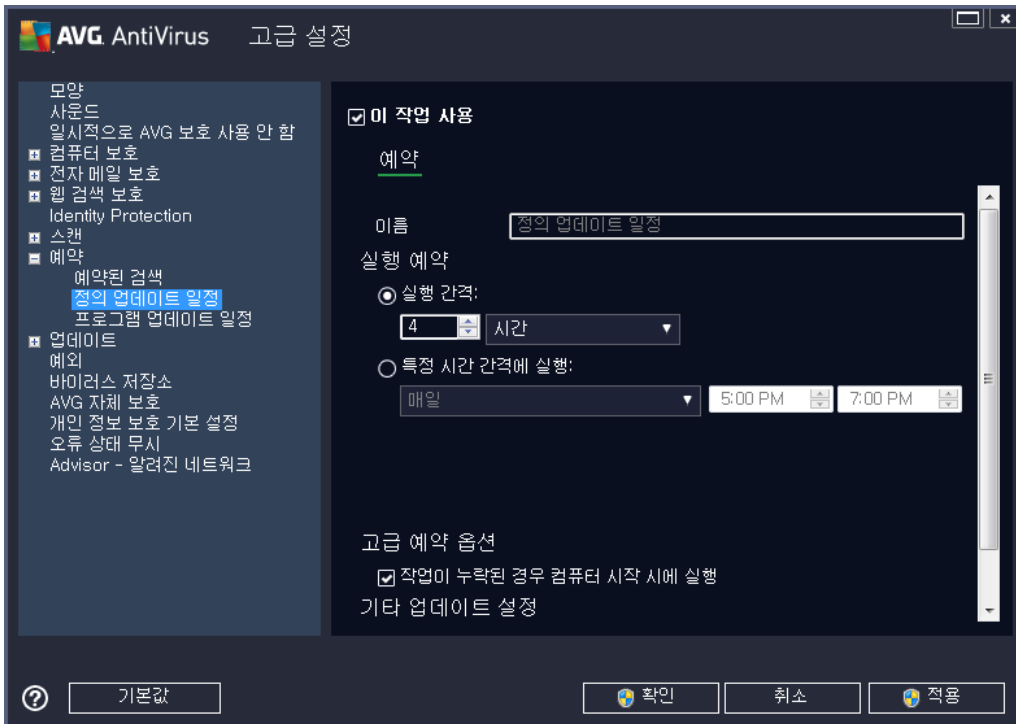 AVG. AntiVirus 고급 설정
모양
사운드
일시적으로 AVG 보호 사용 안 함
컴퓨터 보호
전자 메일 보호
웹 검색 보호
Identity Protection
스캔
예약
예약된 검색
정의 업데이트 일정
프로그램 업데이트 일정
업데이트
예외
바이러스 저장소
AVG 자체 보호
개인 정보 보호 기본 설정
오류 상태 무시
Advisor - 알려진 네트워크
이 작업 사용
예약
이름 정의 업데이트 일정
실행 예약
실행 간격:
4 시간
특정 시간 간격에 실행:
매일 5:00 PM 7:00 PM
고급 예약 옵션
작업이 누락된 경우 컴퓨터 시작 시에 실행
기타 업데이트 설정
기본값 확인 취소 적용